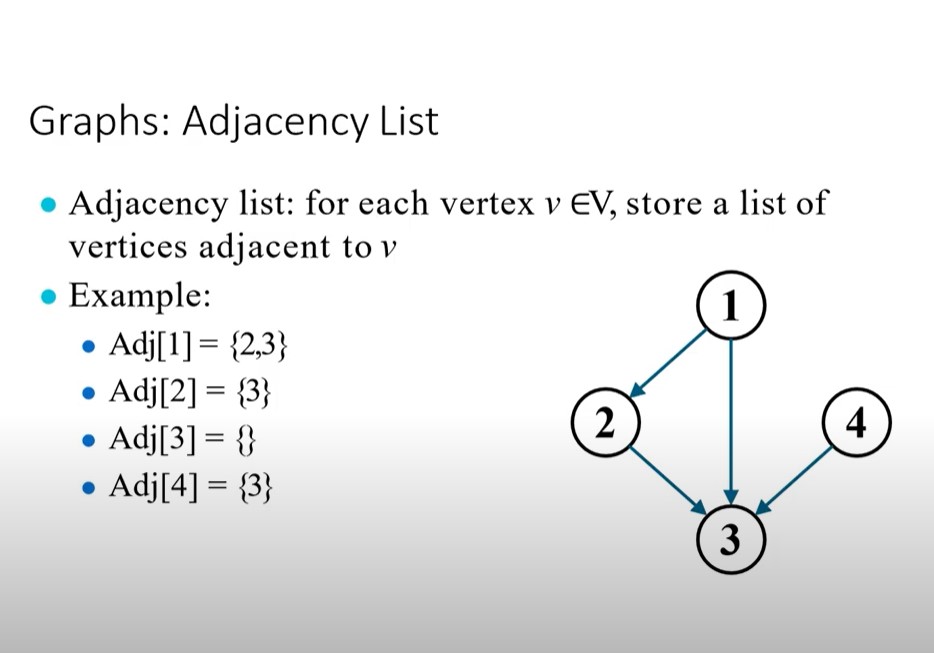 Graphs: Adjacency List
● Adjacency list: for each vertex v ∈V, store a list of
vertices adjacent to v
● Example:
● Adj[1] = {2,3}
● Adj[2] = {3}
● Adj[3] = {}
● Adj[4] = {3}
1
2
4
3